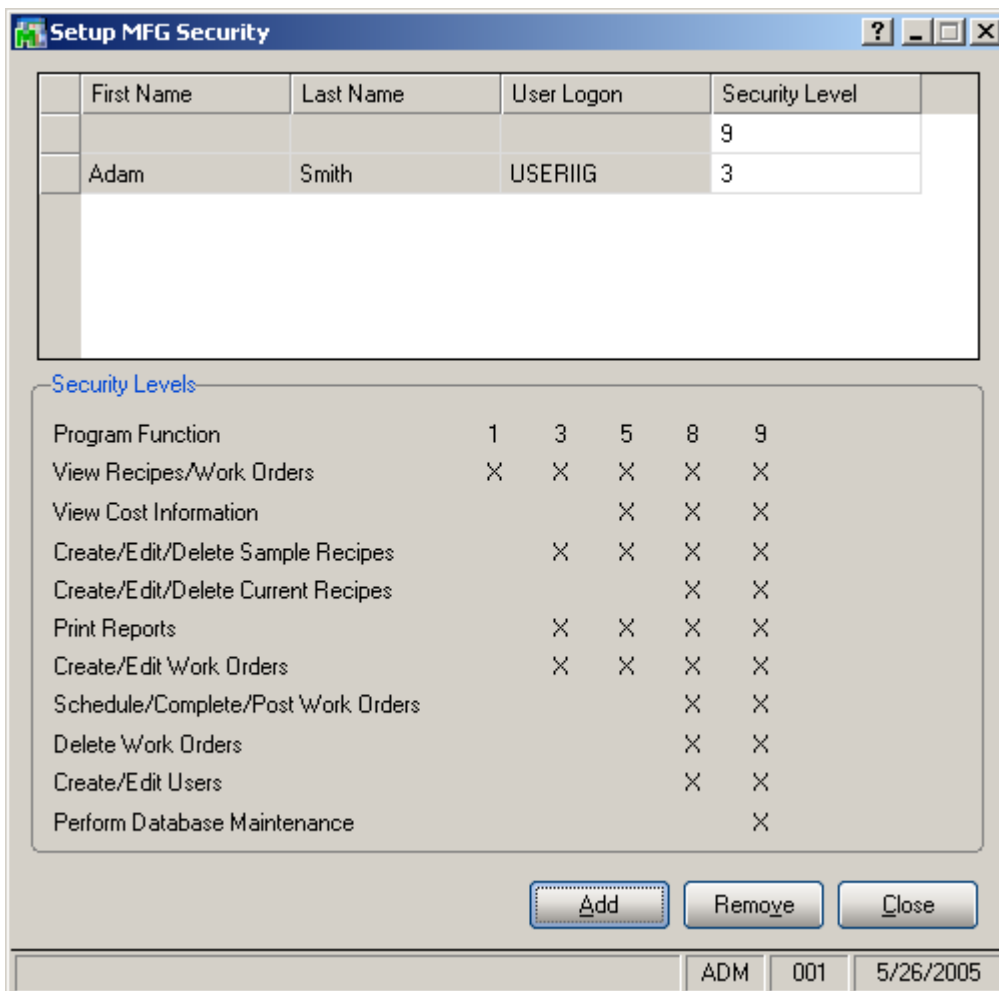 Setup MFG Security
First Name Last Name User Logon Security Level
9
Adam Smith USERIIG 3
Security Levels
Program Function 1 3 5 8 9
View Recipes/Work Orders X X X X X
View Cost Information X X X
Create/Edit/Delete Sample Recipes X X X X
Create/Edit/Delete Current Recipes X X
Print Reports X X X X
Create/Edit Work Orders X X X X
Schedule/Complete/Post Work Orders X X
Delete Work Orders X X
Create/Edit Users X X
Perform Database Maintenance X
Add Remove Close
ADM 001 5/26/2005